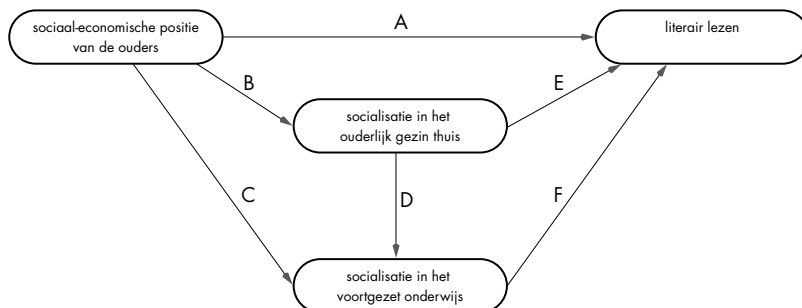 sociaal-economische positie
van de ouders
A
literair lezen
B
E
socialisatie in het
ouderlijk gezin thuis
C
D
F
socialisatie in het
voortgezet onderwijs